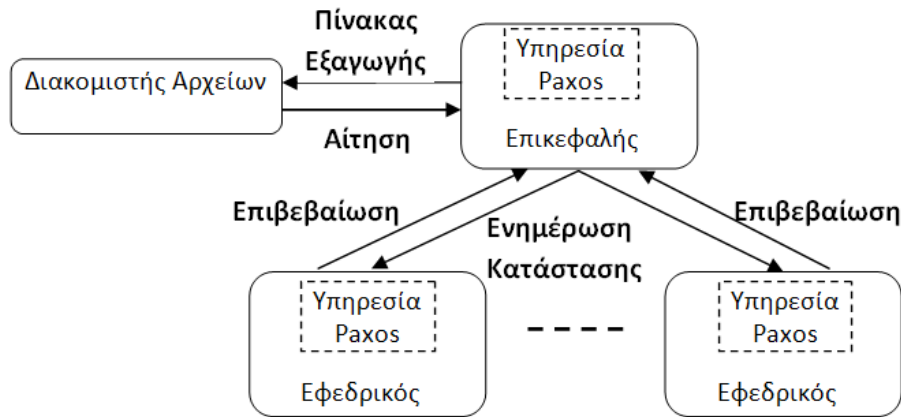 Πίνακας
Εξαγωγής
Υπηρεσία
Paxos
Διακομιστής Αρχείων
Αίτηση
Επικεφαλής
Επιβεβαίωση
Ενημέρωση
Κατάστασης
Επιβεβαίωση
Υπηρεσία
Paxos
Εφεδρικός
Υπηρεσία
Paxos
Εφεδρικός